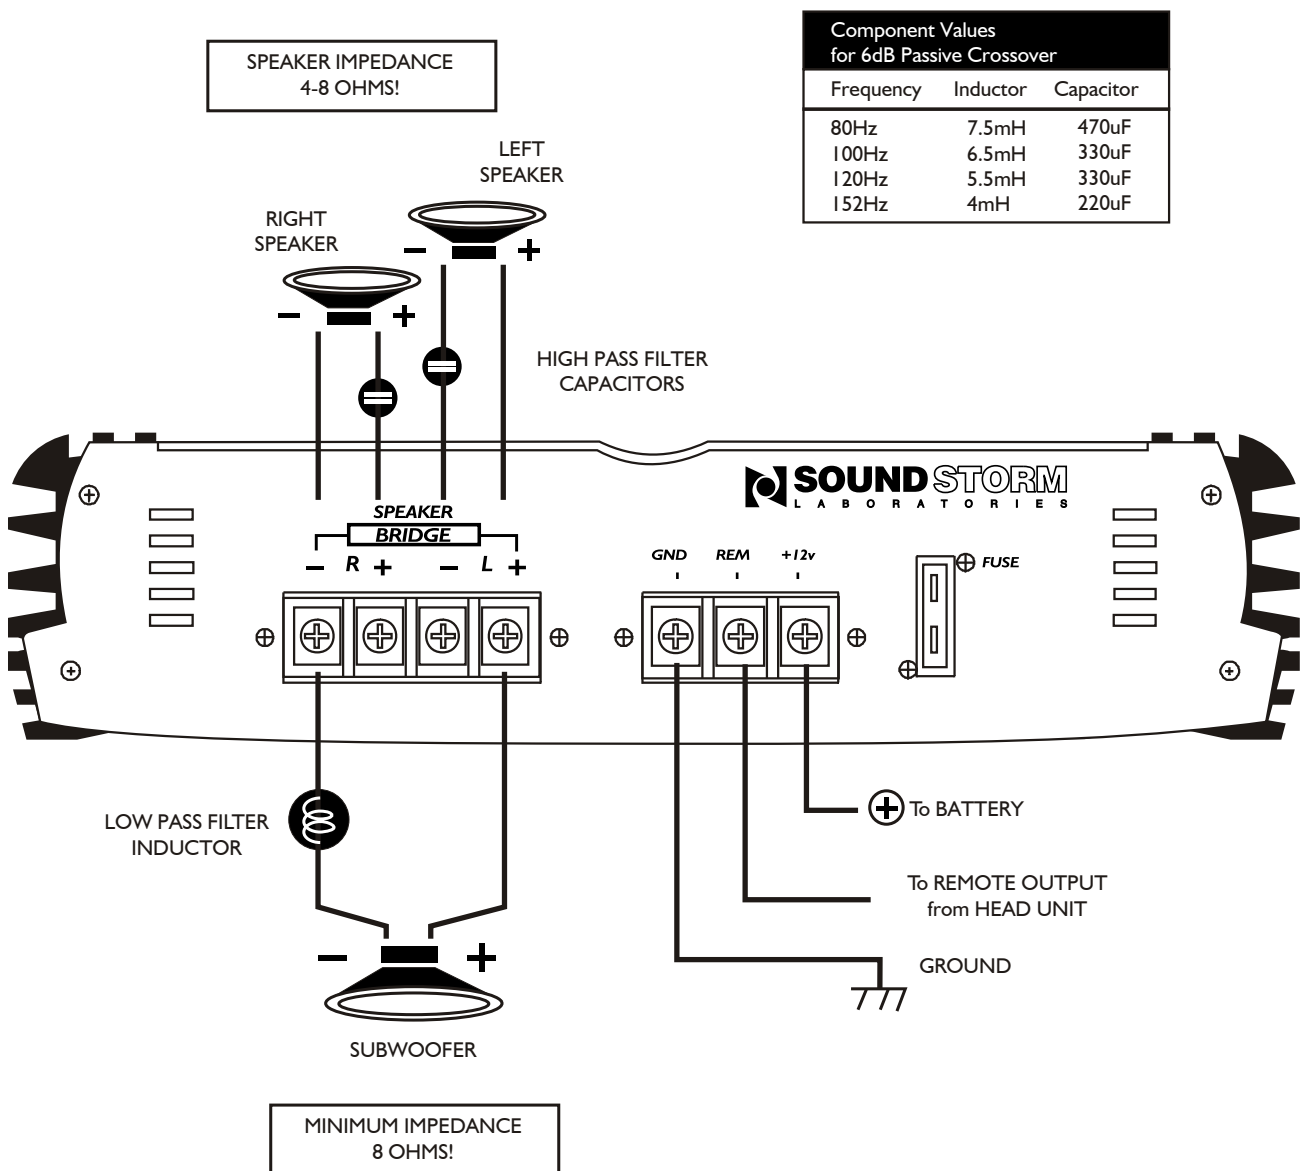 SPEAKER IMPEDANCE
4-8 OHMS!
Component Values
for 6dB Passive Crossover
Frequency Inductor Capacitor
80Hz 7.5mH 470uF
100Hz 6.5mH 330uF
120Hz 5.5mH 330uF
152Hz 4mH 220uF
LEFT
SPEAKER
− +
RIGHT
SPEAKER
− +
HIGH PASS FILTER
CAPACITORS
SOUND STORM
LABORATORIES
SPEAKER
BRIDGE
− R + − L +
GND REM +12v
FUSE
+ To BATTERY
LOW PASS FILTER
INDUCTOR
To REMOTE OUTPUT
from HEAD UNIT
GROUND
− +
SUBWOOFER
MINIMUM IMPEDANCE
8 OHMS!